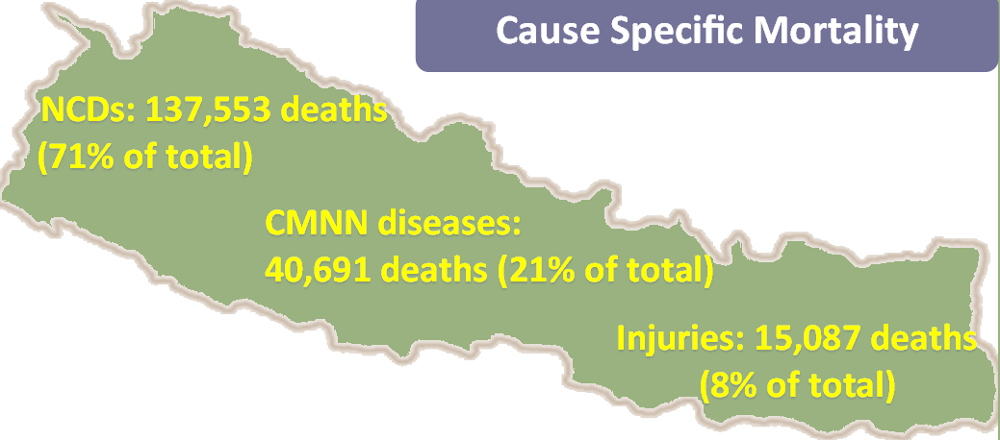 Cause Specific Mortality
NCDs: 137,553 deaths
(71% of total)
CMNN diseases:
40,691 deaths (21% of total)
Injuries: 15,087 deaths
(8% of total)